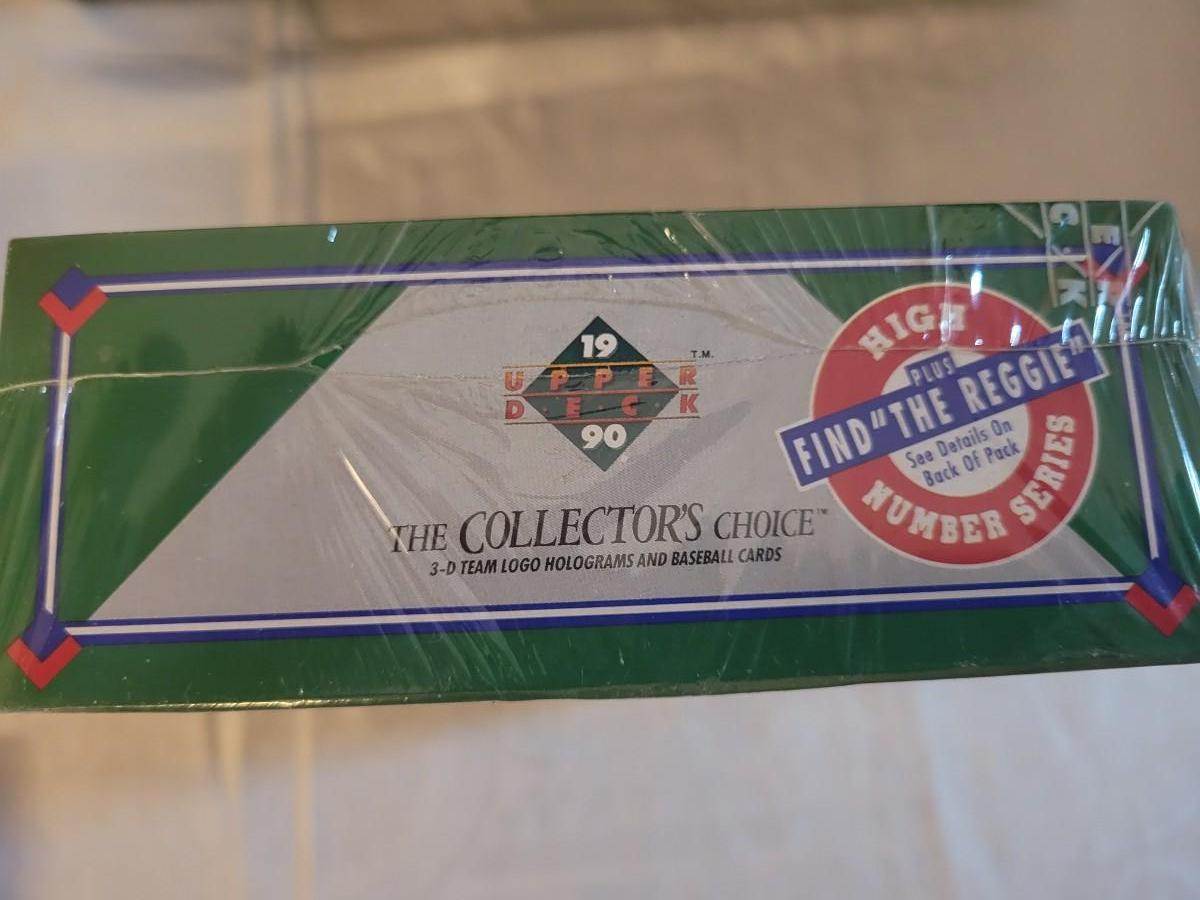 19
T.M.
UPPER
DECK
90
THE COLLECTOR'S CHOICE™
3-D TEAM LOGO HOLOGRAMS AND BASEBALL CARDS
HIGH
PLUS
FIND "THE REGGIE"
See Details On
Back Of Pack
NUMBER SERIES
E R
C K